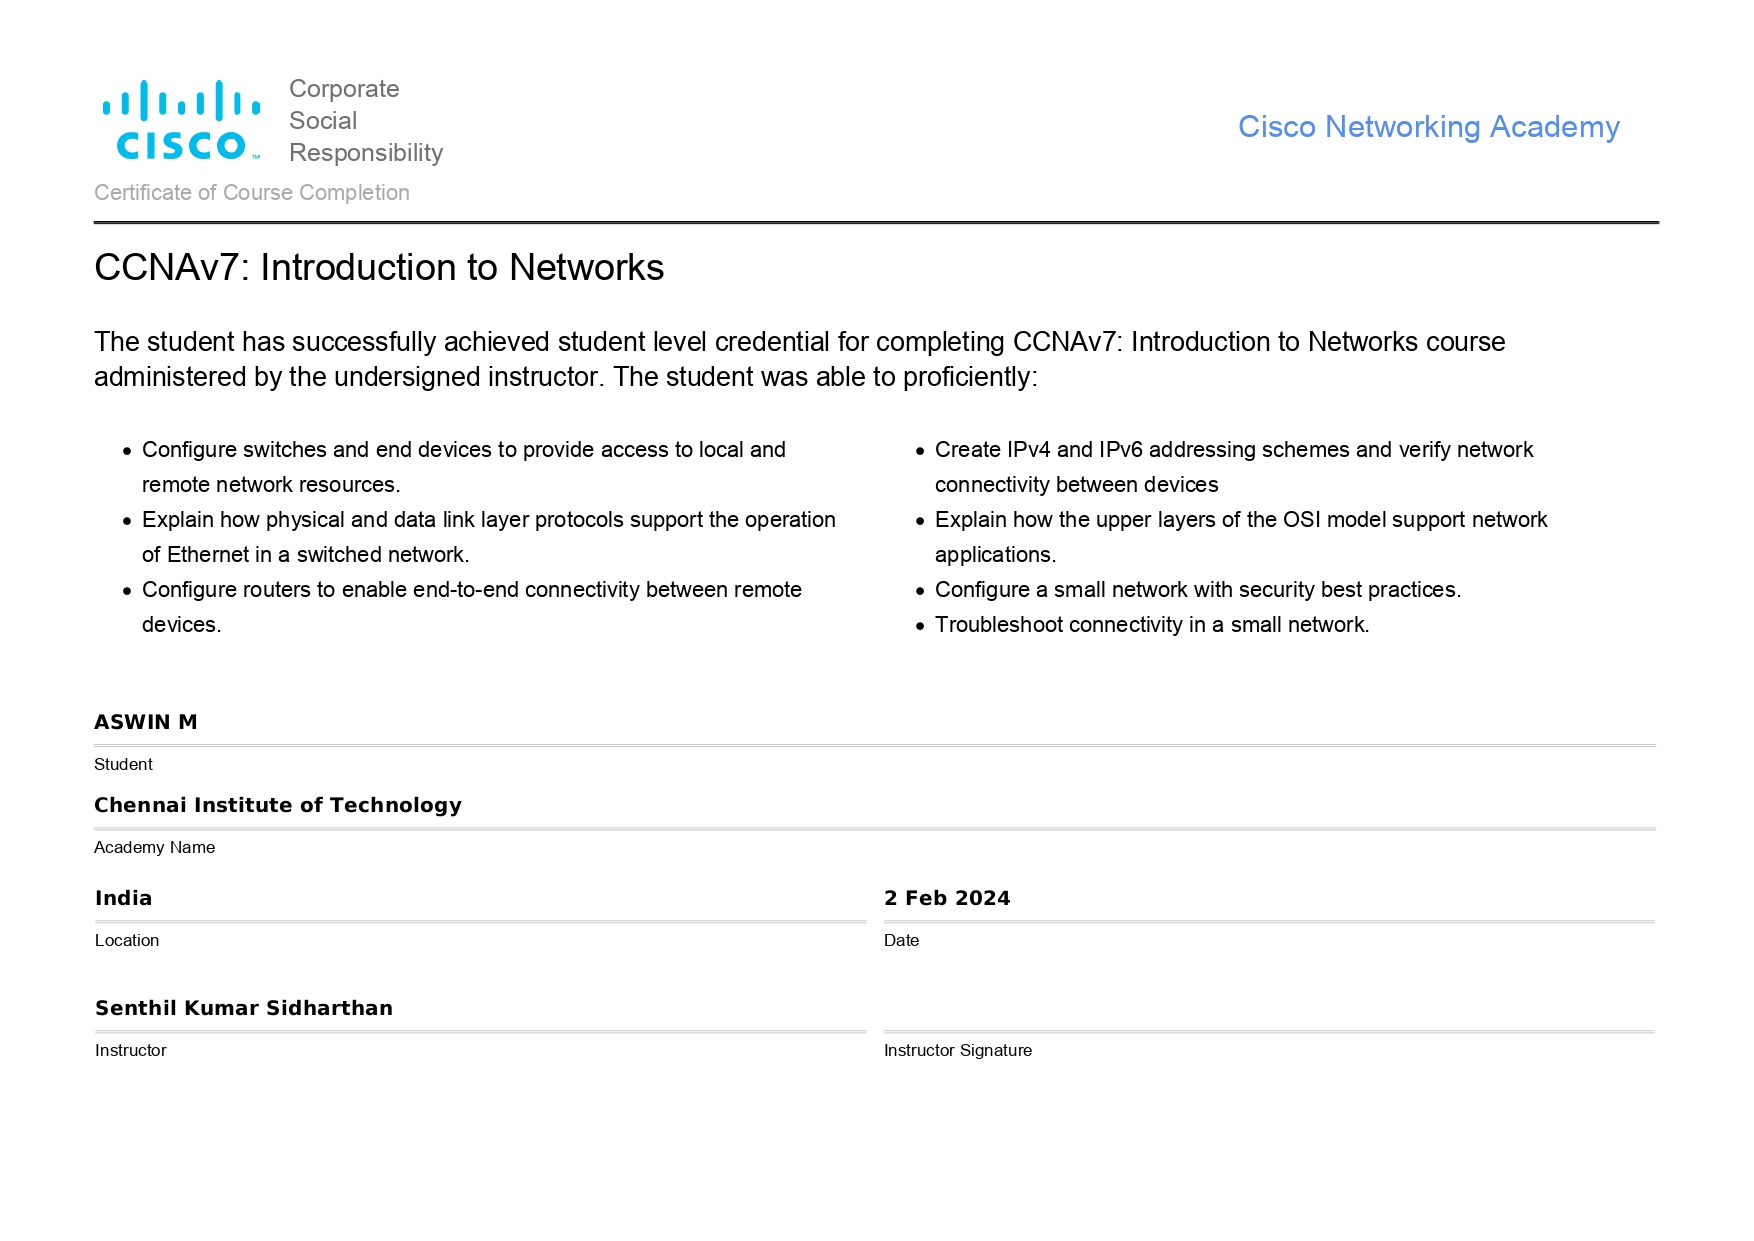 CISCO™
Corporate
Social
Responsibility
Cisco Networking Academy
Certificate of Course Completion
CCNAv7: Introduction to Networks
The student has successfully achieved student level credential for completing CCNAv7: Introduction to Networks course
administered by the undersigned instructor. The student was able to proficiently:
• Configure switches and end devices to provide access to local and
remote network resources.
• Explain how physical and data link layer protocols support the operation
of Ethernet in a switched network.
• Configure routers to enable end-to-end connectivity between remote
devices.
• Create IPv4 and IPv6 addressing schemes and verify network
connectivity between devices
• Explain how the upper layers of the OSI model support network
applications.
• Configure a small network with security best practices.
• Troubleshoot connectivity in a small network.
ASWIN M
Student
Chennai Institute of Technology
Academy Name
India
Location
2 Feb 2024
Date
Senthil Kumar Sidharthan
Instructor
Instructor Signature